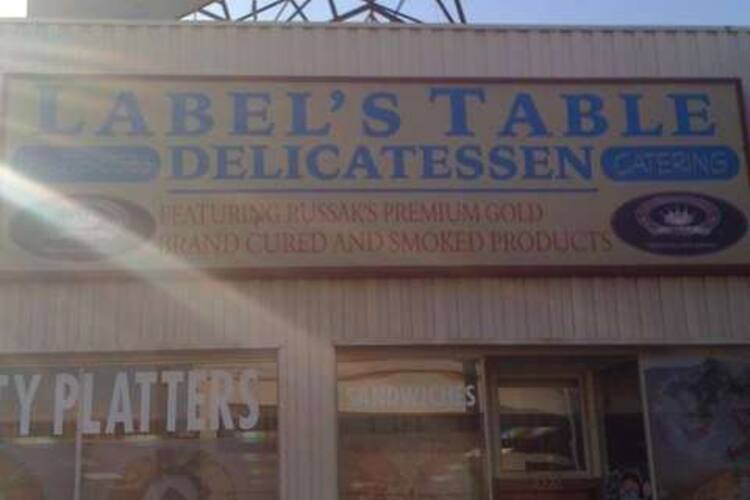 LABEL'S TABLE
DELICATESSEN CATERING
FEATURING RUSSAK'S PREMIUM GOLD
BRAND CURED AND SMOKED PRODUCTS
TY PLATTERS
SANDWICHES